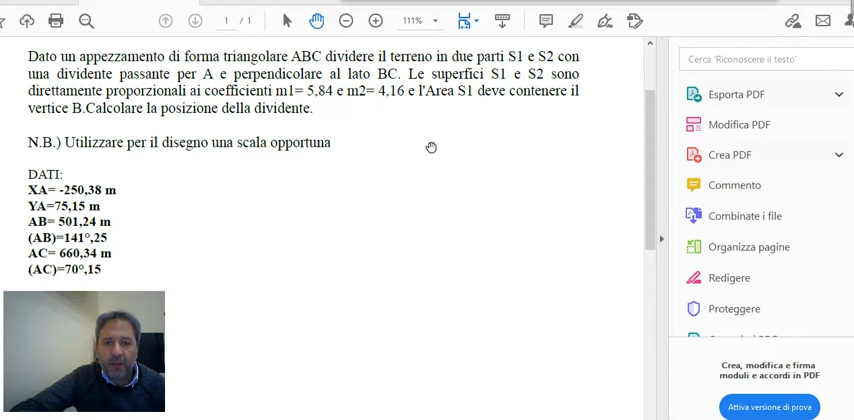 1 / 1
111%
Dato un appezzamento di forma triangolare ABC dividere il terreno in due parti S1 e S2 con
una dividente passante per A e perpendicolare al lato BC. Le superfici S1 e S2 sono
direttamente proporzionali ai coefficienti m1= 5,84 e m2= 4,16 e l'Area S1 deve contenere il
vertice B.Calcolare la posizione della dividente.
N.B.) Utilizzare per il disegno una scala opportuna
DATI:
XA= -250,38 m
YA=75,15 m
AB= 501,24 m
(AB)=141°,25
AC= 660,34 m
(AC)=70°,15
Cerca 'Riconoscere il testo'
Esporta PDF
Modifica PDF
Crea PDF
Commento
Combinate i file
Organizza pagine
Redigere
Proteggere
Crea, modifica e firma
moduli e accordi in PDF
Attiva versione di prova